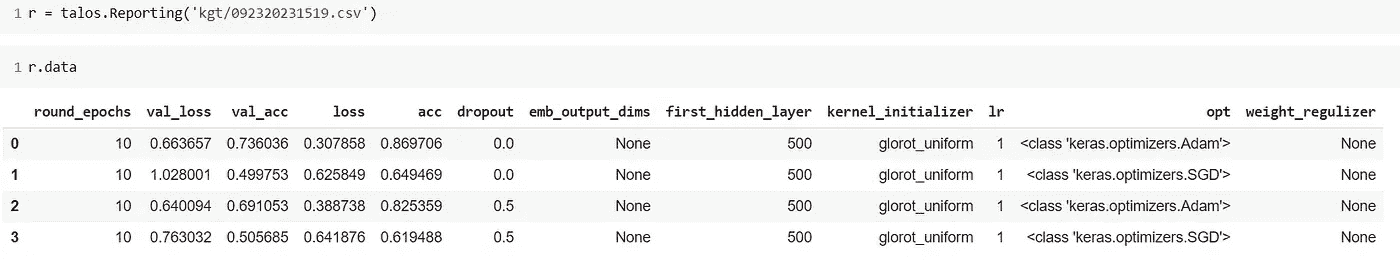 1 r = talos.Reporting('kgt/092320231519.csv')
1 r.data
round_epochs val_loss val_acc loss acc dropout emb_output_dims first_hidden_layer kernel_initializer lr opt weight_regulizer
0 10 0.663657 0.736036 0.307858 0.869706 0.0 None 500 glorot_uniform 1 <class 'keras.optimizers.Adam'> None
1 10 1.028001 0.499753 0.625849 0.649469 0.0 None 500 glorot_uniform 1 <class 'keras.optimizers.SGD'> None
2 10 0.640094 0.691053 0.388738 0.825359 0.5 None 500 glorot_uniform 1 <class 'keras.optimizers.Adam'> None
3 10 0.763032 0.505685 0.641876 0.619488 0.5 None 500 glorot_uniform 1 <class 'keras.optimizers.SGD'> None